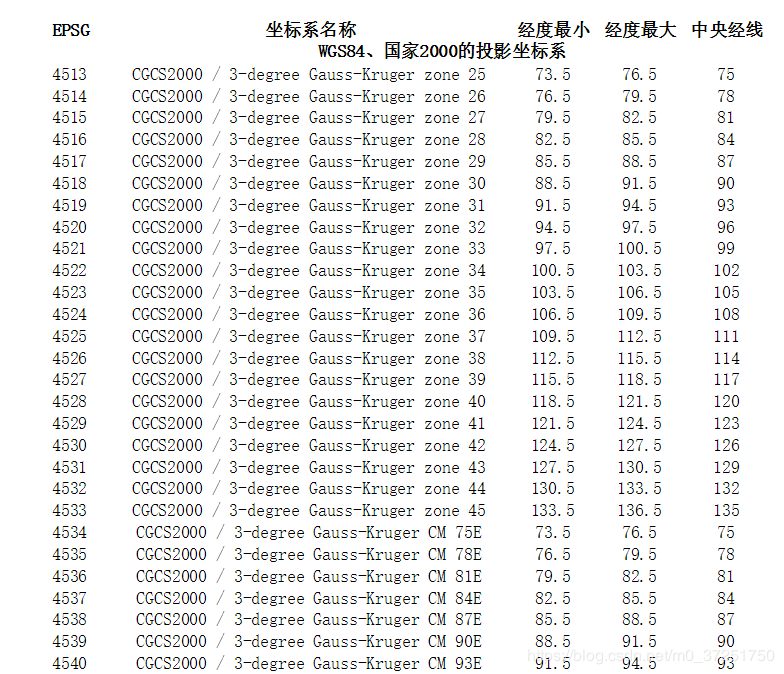 EPSG 坐标系名称 经度最小 经度最大 中央经线
WGS84、国家2000的投影坐标系
4513 CGCS2000 / 3-degree Gauss-Kruger zone 25 73.5 76.5 75
4514 CGCS2000 / 3-degree Gauss-Kruger zone 26 76.5 79.5 78
4515 CGCS2000 / 3-degree Gauss-Kruger zone 27 79.5 82.5 81
4516 CGCS2000 / 3-degree Gauss-Kruger zone 28 82.5 85.5 84
4517 CGCS2000 / 3-degree Gauss-Kruger zone 29 85.5 88.5 87
4518 CGCS2000 / 3-degree Gauss-Kruger zone 30 88.5 91.5 90
4519 CGCS2000 / 3-degree Gauss-Kruger zone 31 91.5 94.5 93
4520 CGCS2000 / 3-degree Gauss-Kruger zone 32 94.5 97.5 96
4521 CGCS2000 / 3-degree Gauss-Kruger zone 33 97.5 100.5 99
4522 CGCS2000 / 3-degree Gauss-Kruger zone 34 100.5 103.5 102
4523 CGCS2000 / 3-degree Gauss-Kruger zone 35 103.5 106.5 105
4524 CGCS2000 / 3-degree Gauss-Kruger zone 36 106.5 109.5 108
4525 CGCS2000 / 3-degree Gauss-Kruger zone 37 109.5 112.5 111
4526 CGCS2000 / 3-degree Gauss-Kruger zone 38 112.5 115.5 114
4527 CGCS2000 / 3-degree Gauss-Kruger zone 39 115.5 118.5 117
4528 CGCS2000 / 3-degree Gauss-Kruger zone 40 118.5 121.5 120
4529 CGCS2000 / 3-degree Gauss-Kruger zone 41 121.5 124.5 123
4530 CGCS2000 / 3-degree Gauss-Kruger zone 42 124.5 127.5 126
4531 CGCS2000 / 3-degree Gauss-Kruger zone 43 127.5 130.5 129
4532 CGCS2000 / 3-degree Gauss-Kruger zone 44 130.5 133.5 132
4533 CGCS2000 / 3-degree Gauss-Kruger zone 45 133.5 136.5 135
4534 CGCS2000 / 3-degree Gauss-Kruger CM 75E 73.5 76.5 75
4535 CGCS2000 / 3-degree Gauss-Kruger CM 78E 76.5 79.5 78
4536 CGCS2000 / 3-degree Gauss-Kruger CM 81E 79.5 82.5 81
4537 CGCS2000 / 3-degree Gauss-Kruger CM 84E 82.5 85.5 84
4538 CGCS2000 / 3-degree Gauss-Kruger CM 87E 85.5 88.5 87
4539 CGCS2000 / 3-degree Gauss-Kruger CM 90E 88.5 91.5 90
4540 CGCS2000 / 3-degree Gauss-Kruger CM 93E 91.5 94.5 93